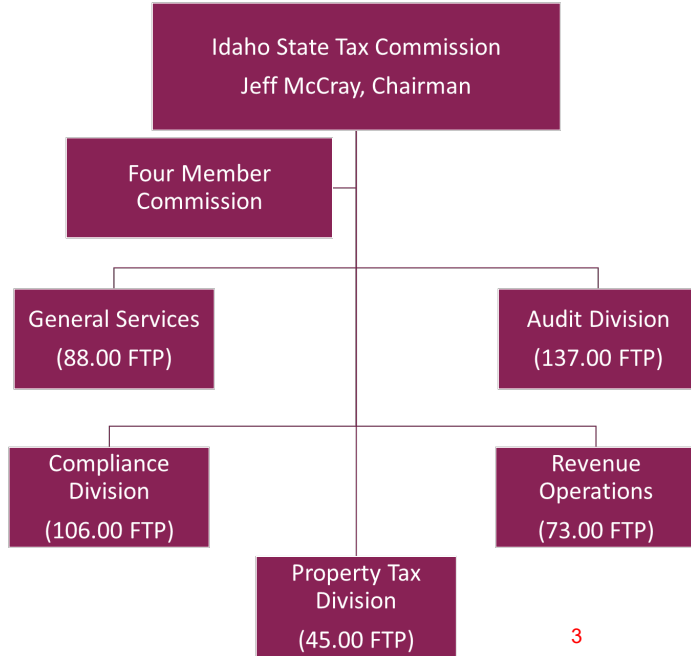 Idaho State Tax Commission
Jeff McCray, Chairman
Four Member
Commission
General Services
(88.00 FTP)
Audit Division
(137.00 FTP)
Compliance
Division
(106.00 FTP)
Revenue
Operations
(73.00 FTP)
Property Tax
Division
(45.00 FTP)
3